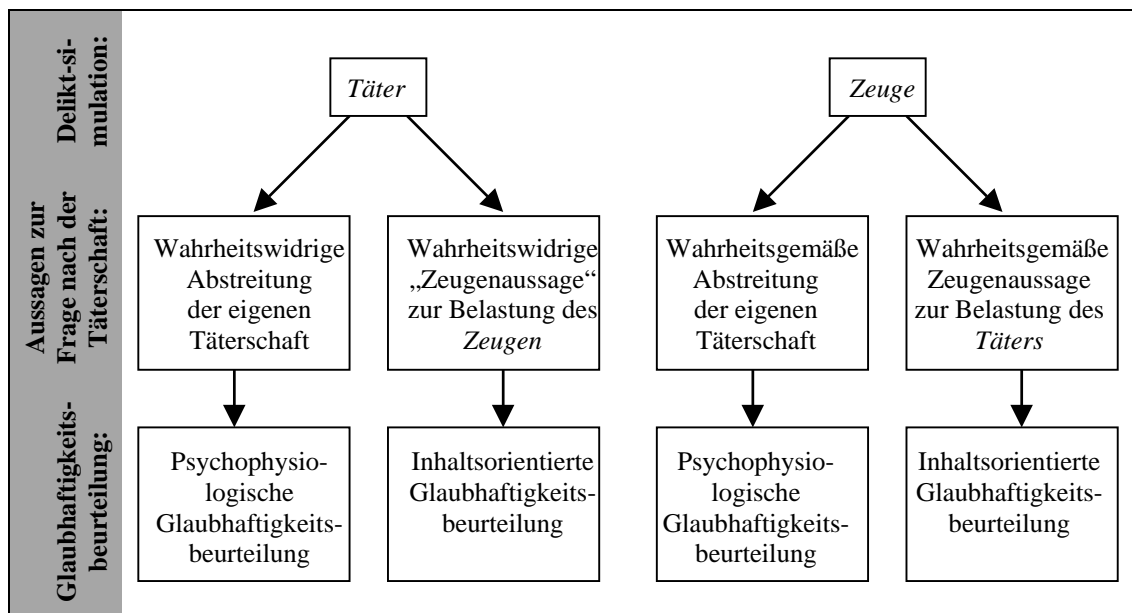 Delikt-si-
mulation:
Täter
Zeuge
Aussagen zur
Frage nach der
Täterschaft:
Wahrheitswidrige
Abstreitung
der eigenen
Täterschaft
Wahrheitswidrige
„Zeugenaussage“
zur Belastung des
Zeugen
Wahrheitsgemäße
Abstreitung
der eigenen
Täterschaft
Wahrheitsgemäße
Zeugenaussage
zur Belastung des
Täters
Glaubhaftigkeits-
beurteilung:
Psychophysio-
logische
Glaubhaftigkeits-
beurteilung
Inhaltsorientierte
Glaubhaftigkeits-
beurteilung
Psychophysio-
logische
Glaubhaftigkeits-
beurteilung
Inhaltsorientierte
Glaubhaftigkeits-
beurteilung